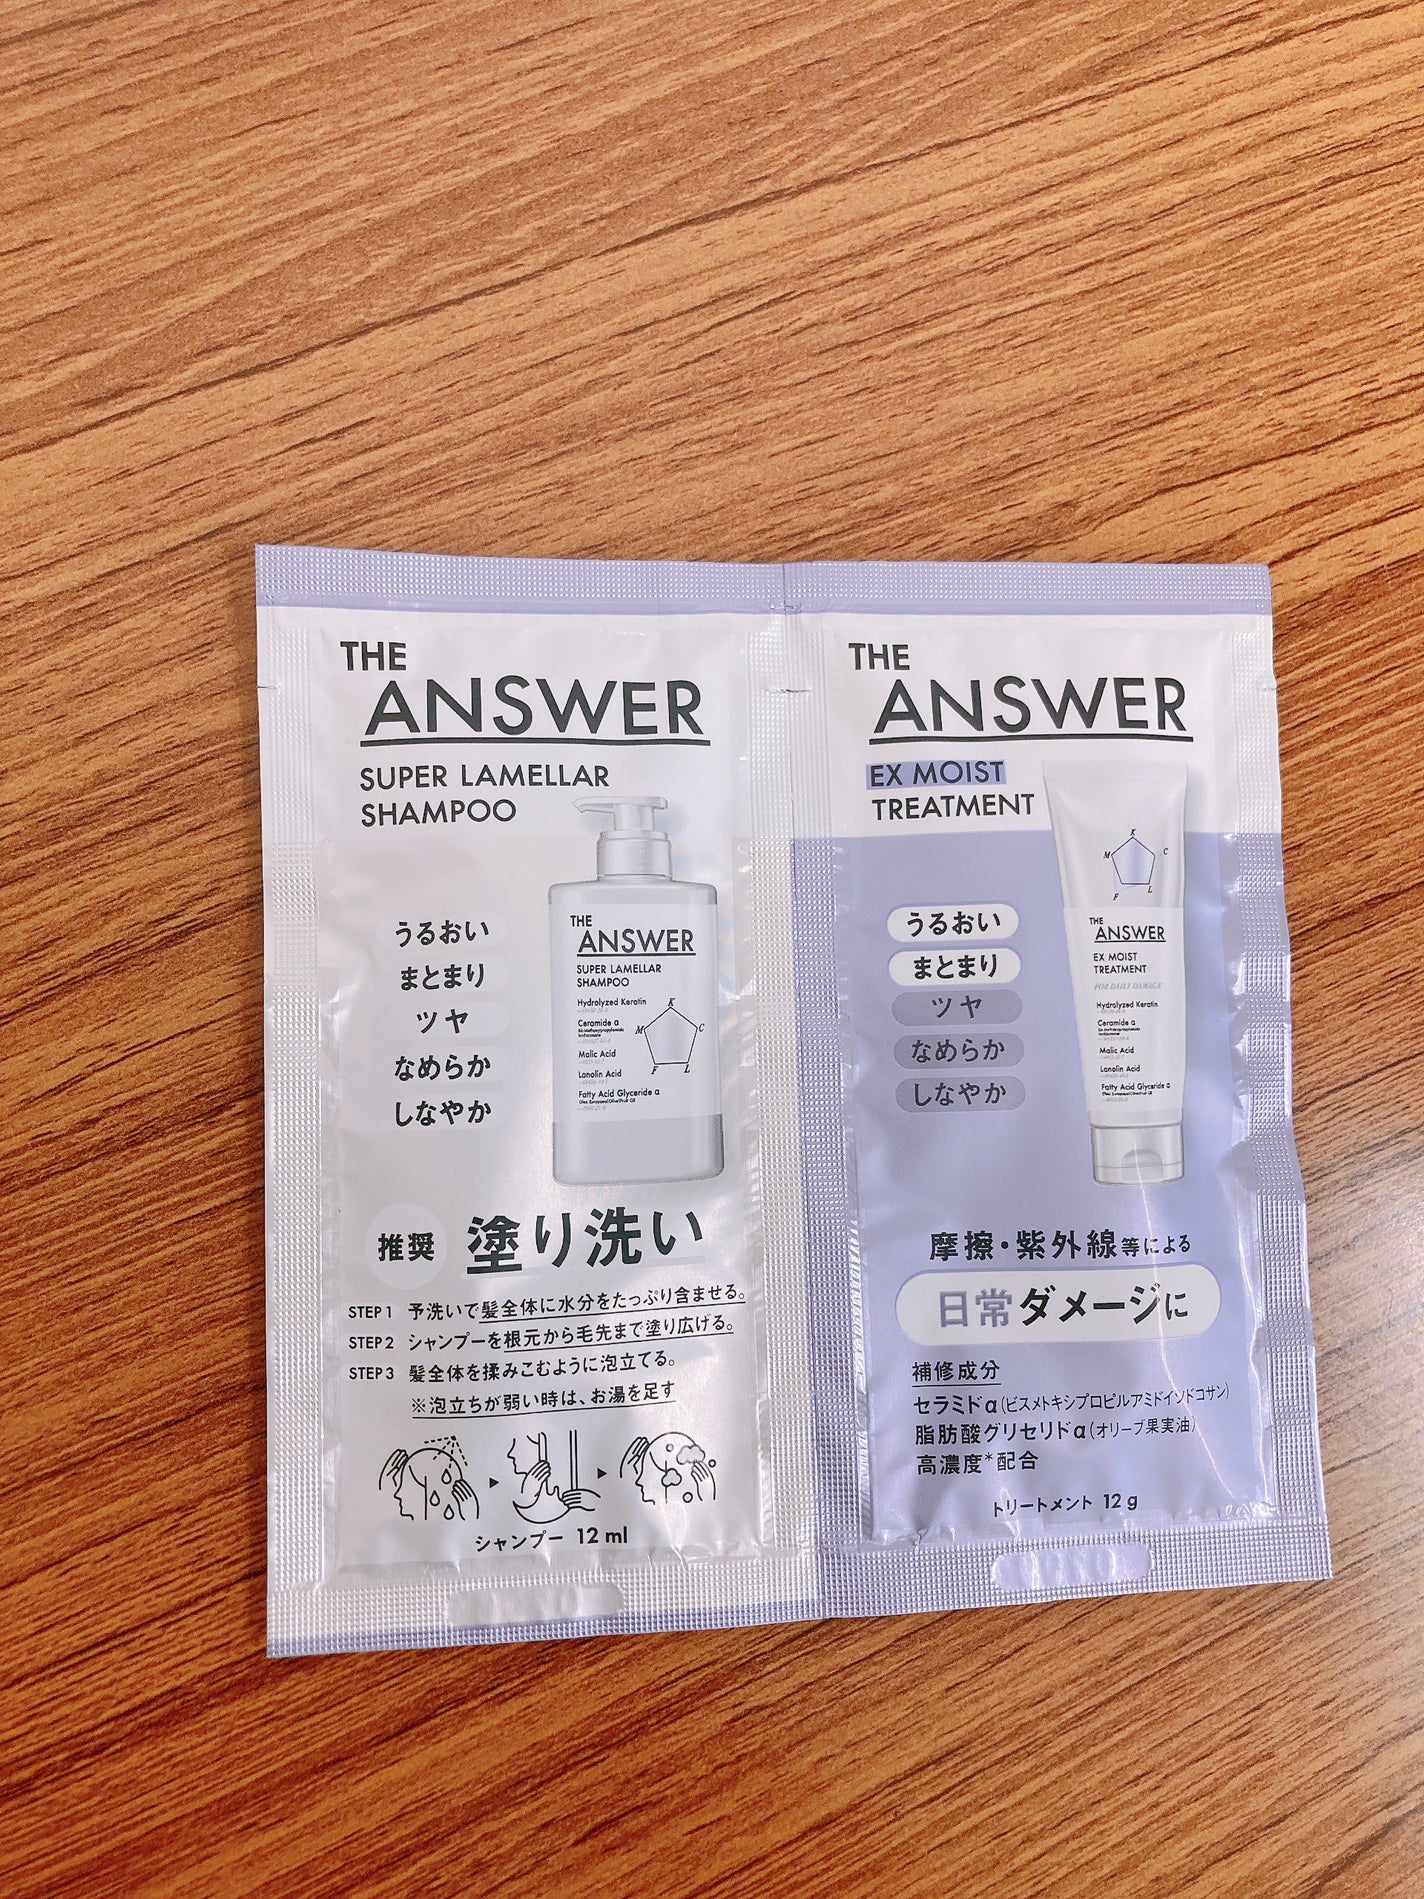 THE
ANSWER
SUPER LAMELLAR
SHAMPOO
うるおい
まとまり
ツヤ
なめらか
しなやか
THE
ANSWER
SUPER LAMELLAR
SHAMPOO
Hydrolyzed Keratin
Ceramide α
Malic Acid
Lanolin Acid
Fatty Acid Glyceride α
K
M
C
F
L
推奨
塗り洗い
STEP 1 予洗いで髪全体に水分をたっぷり含ませる。
STEP 2 シャンプーを根元から毛先まで塗り広げる。
STEP 3 髪全体を揉みこむように泡立てる。
※泡立ちが弱い時は、お湯を足す
シャンプー 12 ml
THE
ANSWER
EX MOIST
TREATMENT
うるおい
まとまり
ツヤ
なめらか
しなやか
K
M
C
F
L
THE
ANSWER
EX MOIST
TREATMENT
FOR DAILY DAMAGE
Hydrolyzed Keratin
Ceramide α
Malic Acid
Lanolin Acid
Fatty Acid Glyceride α
摩擦・紫外線等による
日常ダメージに
補修成分
セラミドα(ビスメトキシプロピルアミドイソドコサン)
脂肪酸グリセリドα(オリーブ果実油)
高濃度*配合
トリートメント 12 g